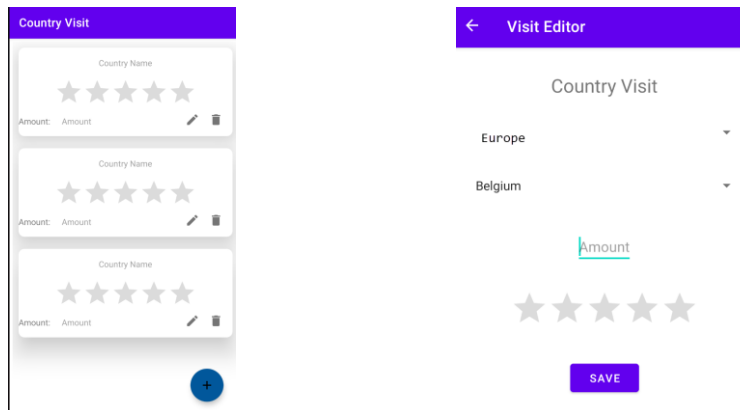 Country Visit
Country Name
Amount: Amount
Country Name
Amount: Amount
Country Name
Amount: Amount
+
← Visit Editor
Country Visit
Europe
Belgium
Amount
SAVE